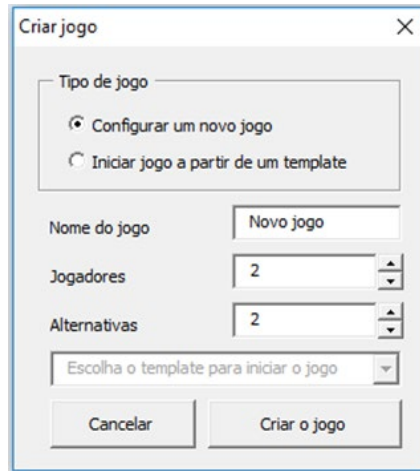 Criar jogo
Tipo de jogo
Configurar um novo jogo
Iniciar jogo a partir de um template
Nome do jogo Novo jogo
Jogadores 2
Alternativas 2
Escolha o template para iniciar o jogo
Cancelar Criar o jogo